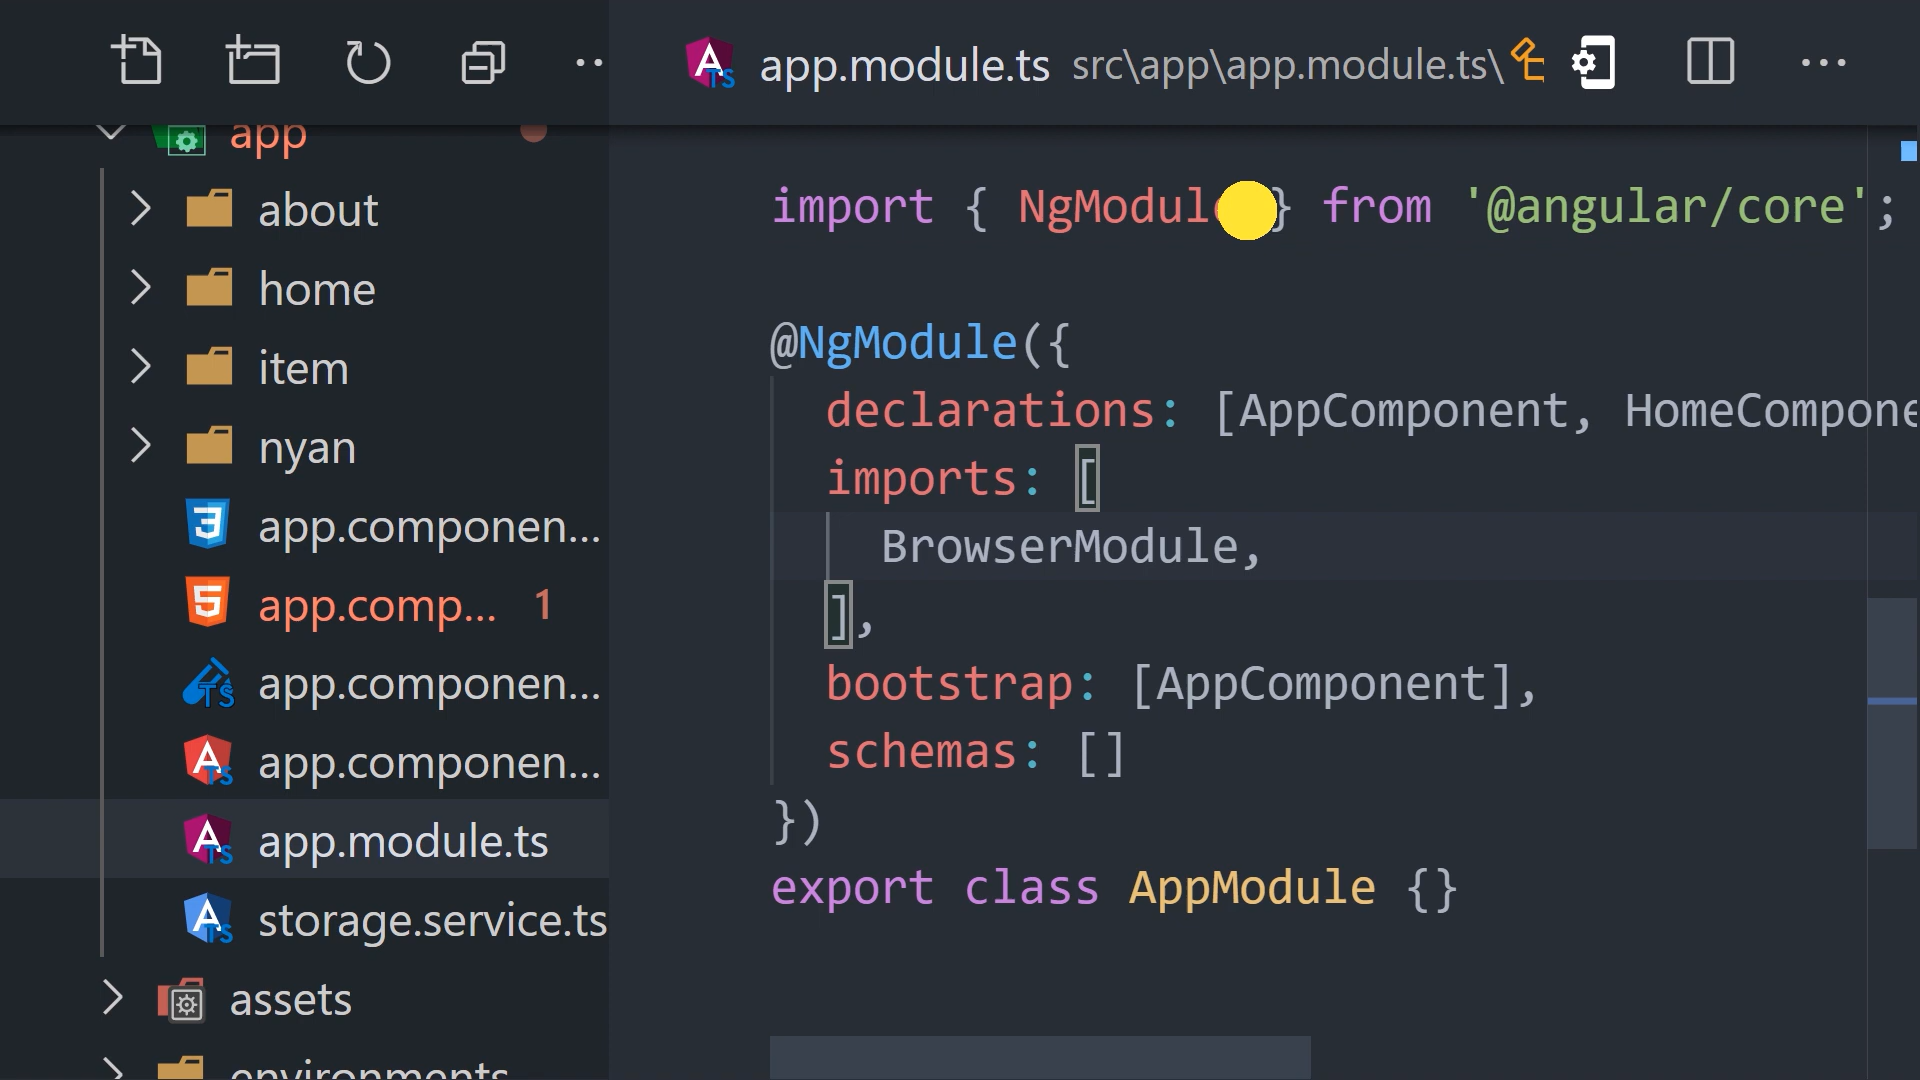 app.module.ts src\app\app.module.ts\
app
about
home
item
nyan
app.componen...
app.comp... 1
app.componen...
app.componen...
app.module.ts
storage.service.ts
assets
environments
import { NgModule } from '@angular/core';
@NgModule({
declarations: [AppComponent, HomeCompone
imports: [
BrowserModule,
],
bootstrap: [AppComponent],
schemas: []
})
export class AppModule {}